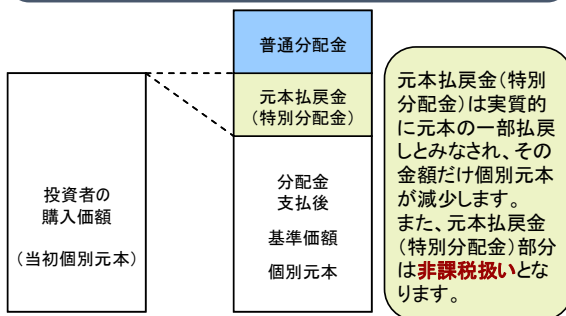 普通分配金
元本払戻金
(特別分配金)
投資者の
購入価額
(当初個別元本)
分配金
支払後
基準価額
個別元本
元本払戻金(特別
分配金)は実質的
に元本の一部払戻
しとみなされ、その
金額だけ個別元本
が減少します。
また、元本払戻金
(特別分配金)部分
は非課税扱いとな
ります。